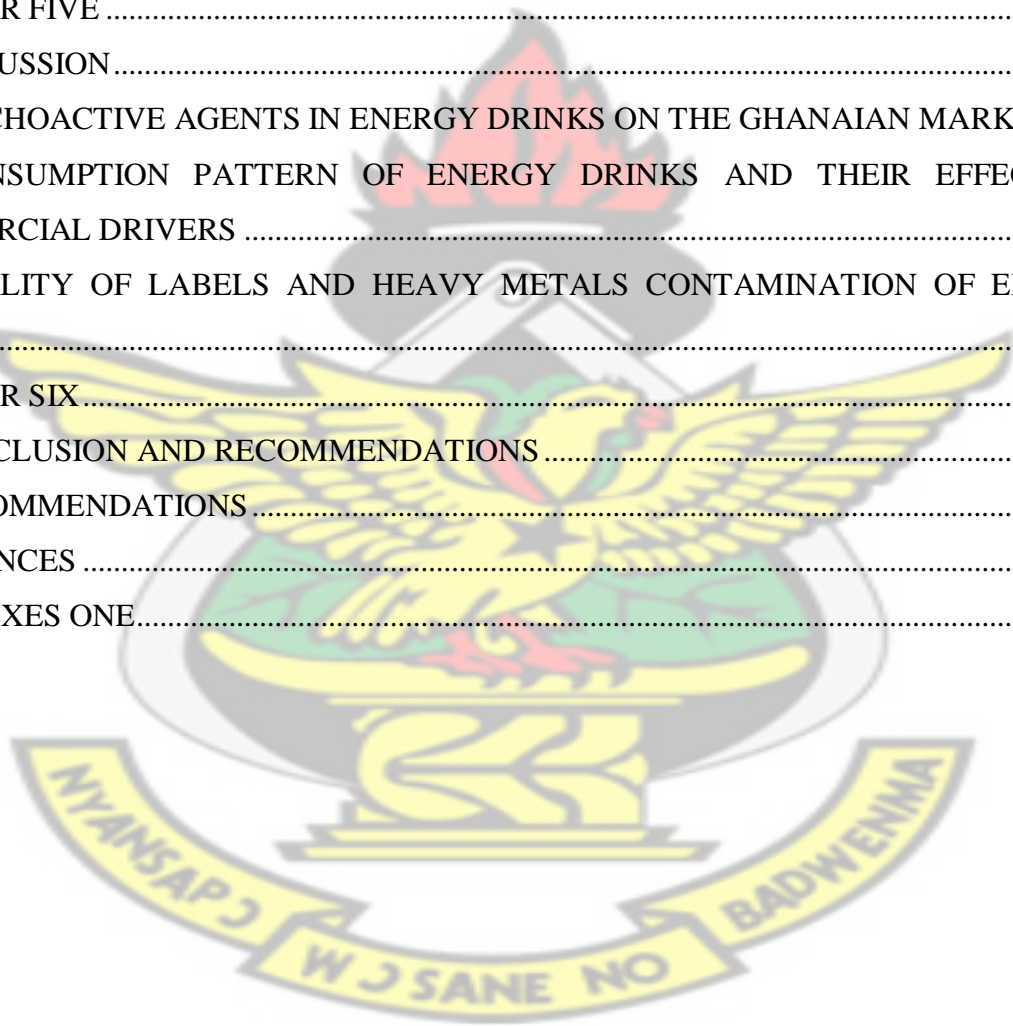 R FIVE ....................
USSION ....................
CHOACTIVE AGENTS IN ENERGY DRINKS ON THE GHANAIAN MARK
NSUMPTION PATTERN OF ENERGY DRINKS AND THEIR EFFEC
RCIAL DRIVERS ....................
LITY OF LABELS AND HEAVY METALS CONTAMINATION OF E
....................
R SIX ....................
CLUSION AND RECOMMENDATIONS ....................
OMMENDATIONS ....................
NCES ....................
XES ONE ....................
NYANSAPƆ
WƆSANE NO
BADWENMA